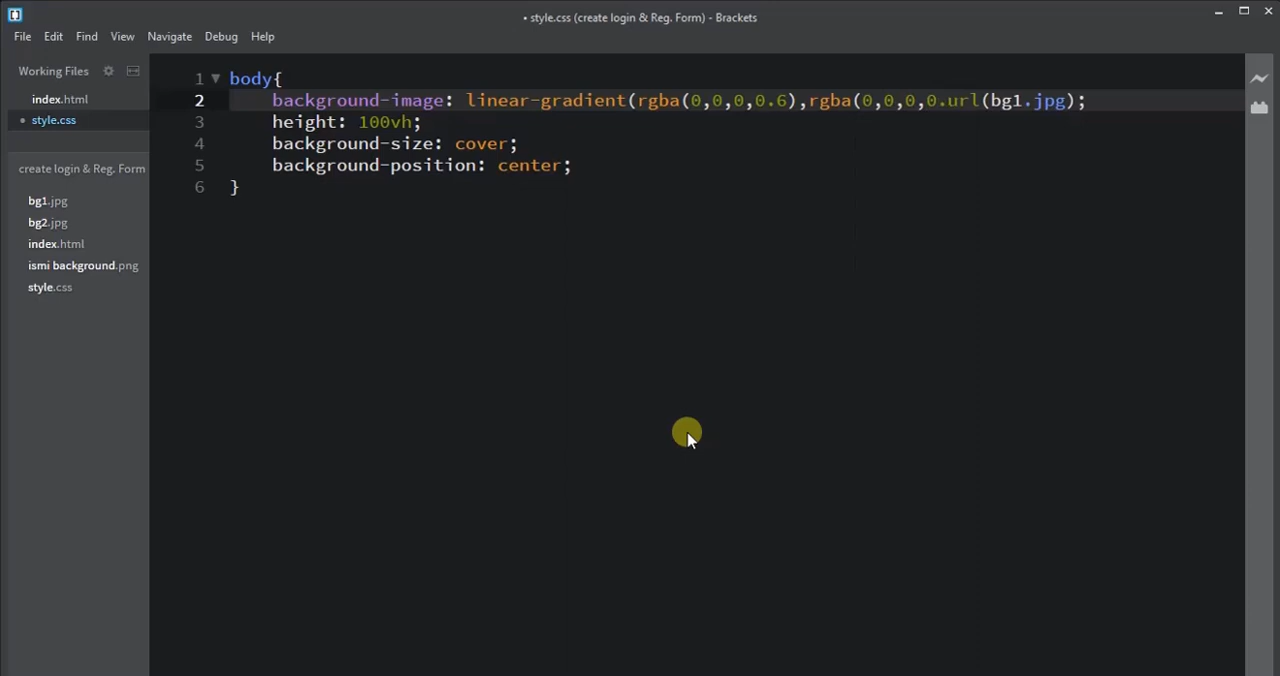 • style.css (create login & Reg. Form) - Brackets
File Edit Find View Navigate Debug Help
Working Files
index.html
• style.css
create login & Reg. Form
bg1.jpg
bg2.jpg
index.html
ismi background.png
style.css
1 body{
2 background-image: linear-gradient(rgba(0,0,0,0.6),rgba(0,0,0,0.url(bg1.jpg);
3 height: 100vh;
4 background-size: cover;
5 background-position: center;
6 }